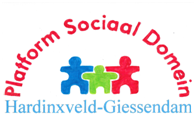 Platform Sociaal Domein
Hardinxveld-Giessendam